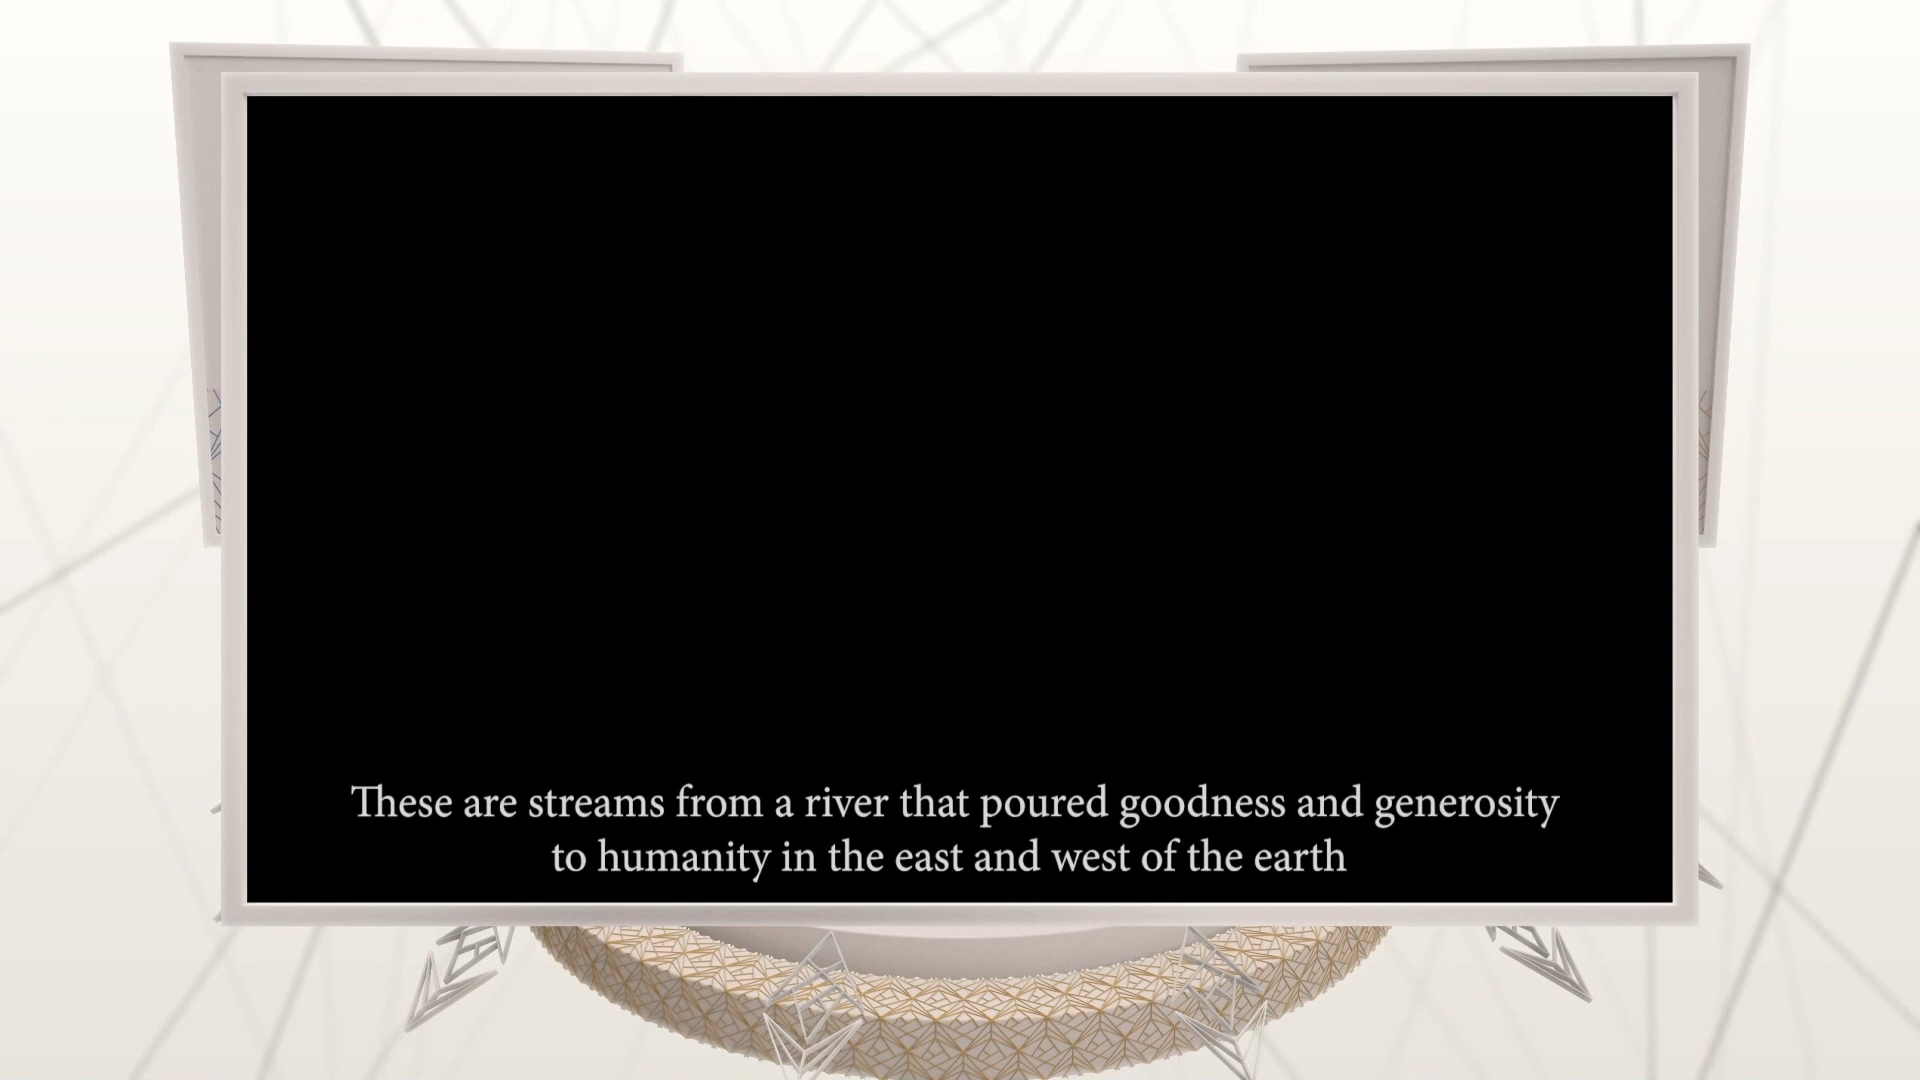 These are streams from a river that poured goodness and generosity
to humanity in the east and west of the earth